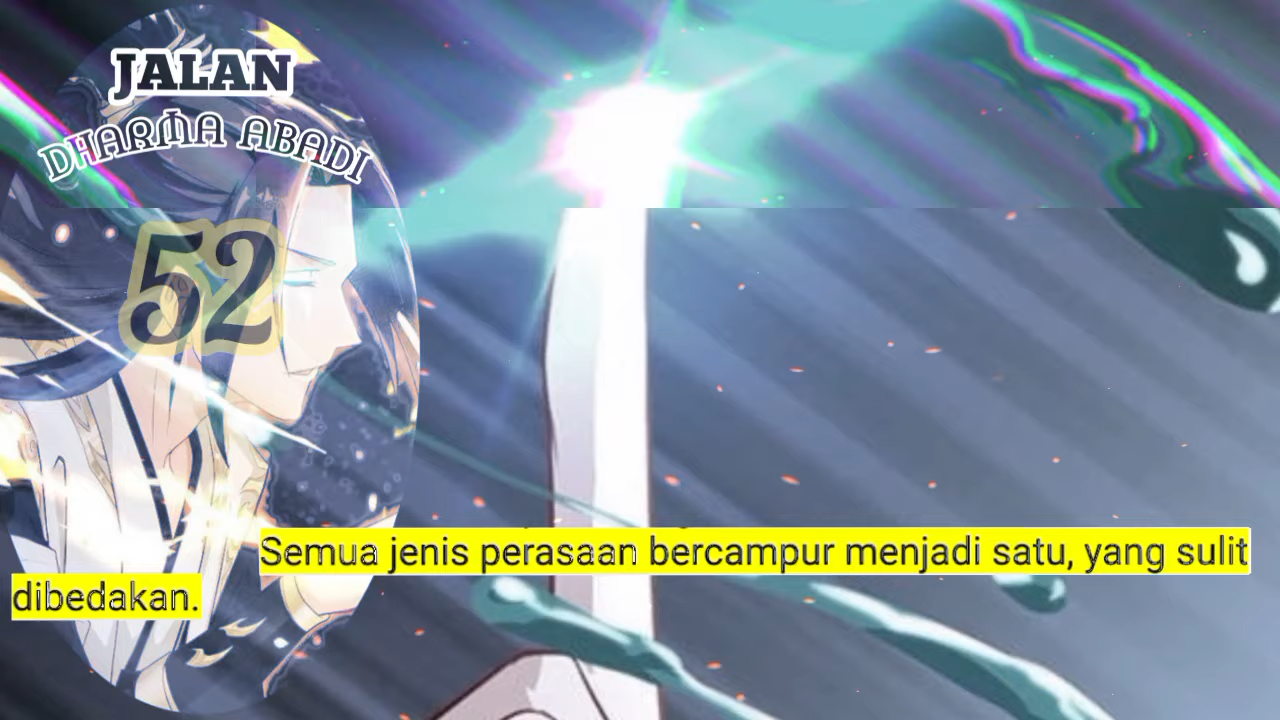 JALAN
DHARMA ABADI
52
Semua jenis perasaan bercampur menjadi satu, yang sulit
dibedakan.